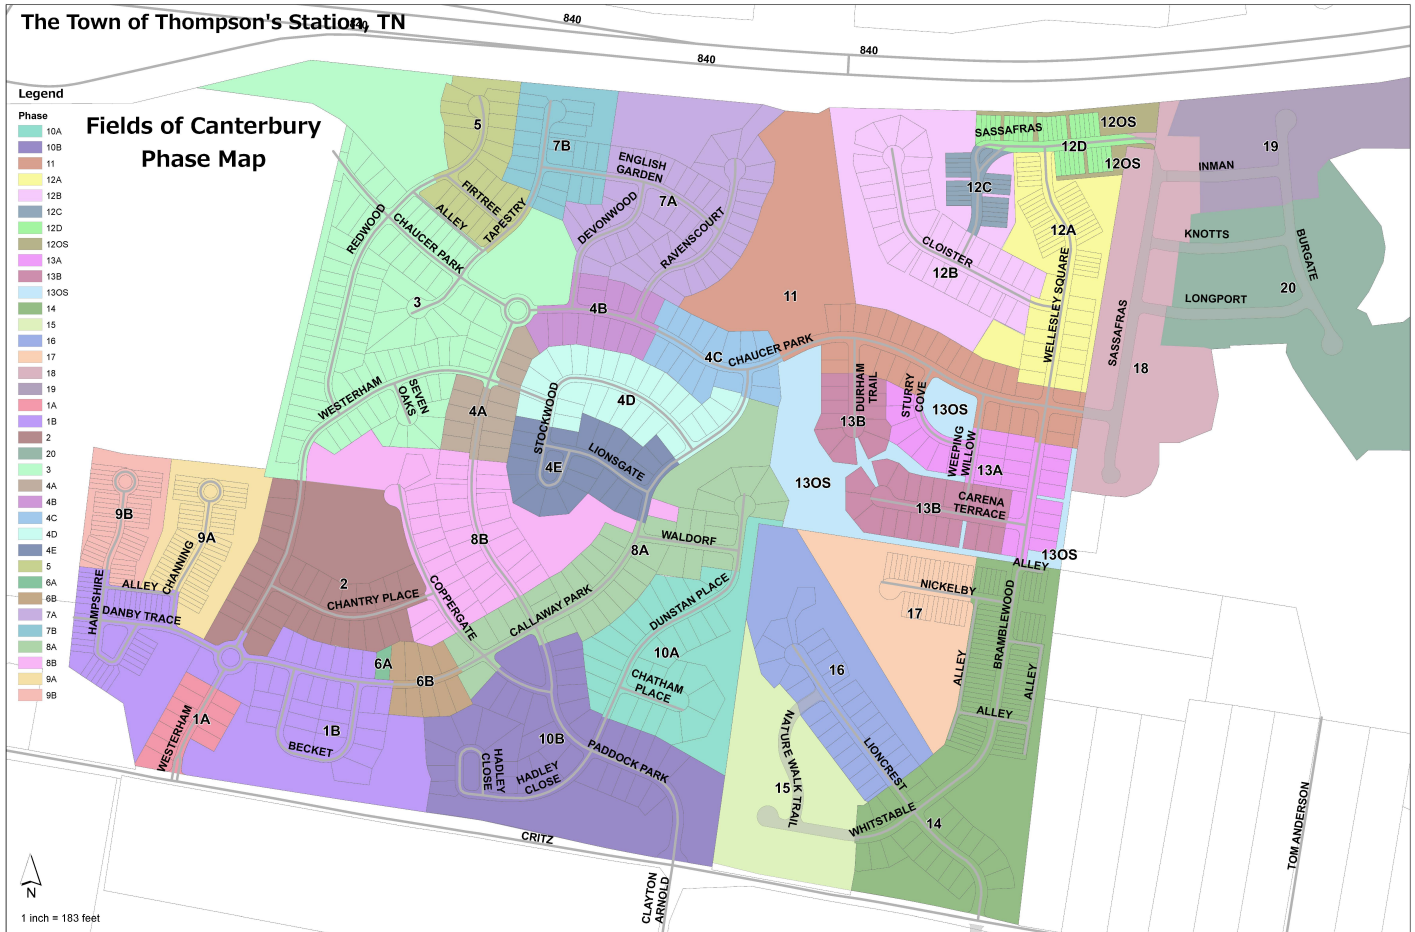 The Town of Thompson's Station, TN
840
840
840
840
Legend
Phase
10A
10B
11
12A
12B
12C
12D
12OS
13A
13B
13OS
14
15
16
17
18
19
1A
1B
2
20
3
4A
4B
4C
4D
4E
5
6A
6B
7A
7B
8A
8B
9A
9B
Fields of Canterbury
Phase Map
5
7B
ENGLISH
GARDEN
7A
FIRTREE
ALLEY
TAPESTRY
DEVONWOOD
RAVENSCOURT
REDWOOD
CHAUCER PARK
3
4B
4C
CHAUCER PARK
11
SASSAFRAS
12OS
12D
12OS
12C
12A
CLOISTER
12B
WELLESLEY SQUARE
19
INMAN
KNOTTS
BURGATE
LONGPORT
20
SASSAFRAS
18
WESTERHAM
SEVEN
OAKS
4A
STOCKWOOD
4D
4E
LIONSGATE
DURHAM
TRAIL
STURRY
COVE
13OS
13B
WEEPING
WILLOW
13A
13OS
13B
CARENA
TERRACE
13OS
ALLEY
9B
9A
CHANNING
ALLEY
HAMPSHIRE
DANBY TRACE
2
CHANTRY PLACE
8B
COPPERGATE
8A
WALDORF
CALLAWAY PARK
DUNSTAN PLACE
10A
CHATHAM
PLACE
6A
6B
1A
WESTERHAM
1B
BECKET
10B
HADLEY
CLOSE
HADLEY
CLOSE
PADDOCK PARK
NICKELBY
17
BRAMBLEWOOD
ALLEY
ALLEY
ALLEY
16
LIONCREST
NATURE WALK TRAIL
15
WHITSTABLE
14
CRITZ
CLAYTON
ARNOLD
TOM ANDERSON
N
1 inch = 183 feet